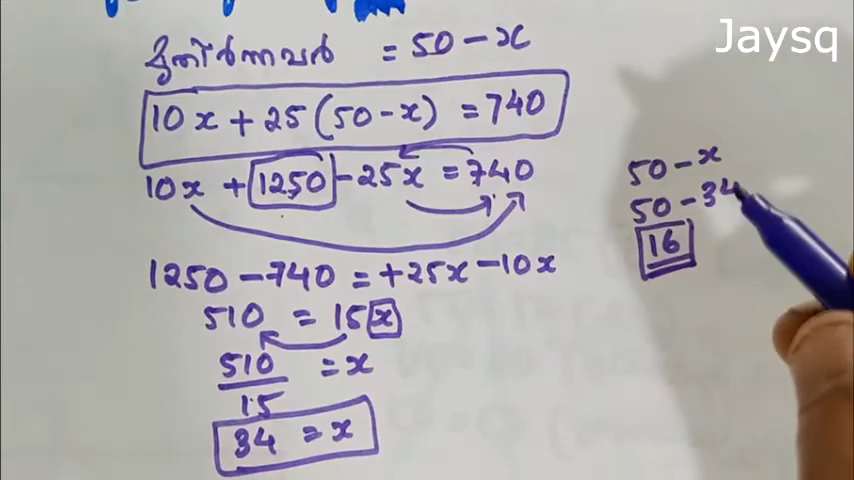 Jaysq
മുതിർന്നവർ = 50 - x
10x + 25 (50 - x) = 740
10x + 1250 - 25x = 740
1250 - 740 = +25x - 10x
510 = 15x
510/15 = x
34 = x
50 - x
50 - 34
16